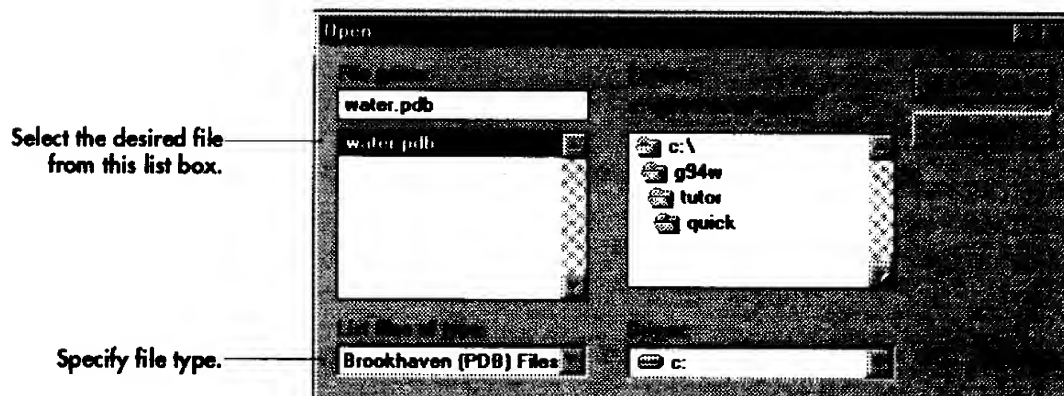 Open
File name:
water.pdb
Select the desired file
from this list box.
water.pdb
c:\
g94w
tutor
quick
List files of type:
Drives:
Specify file type.
Brookhaven (PDB) Files
c: